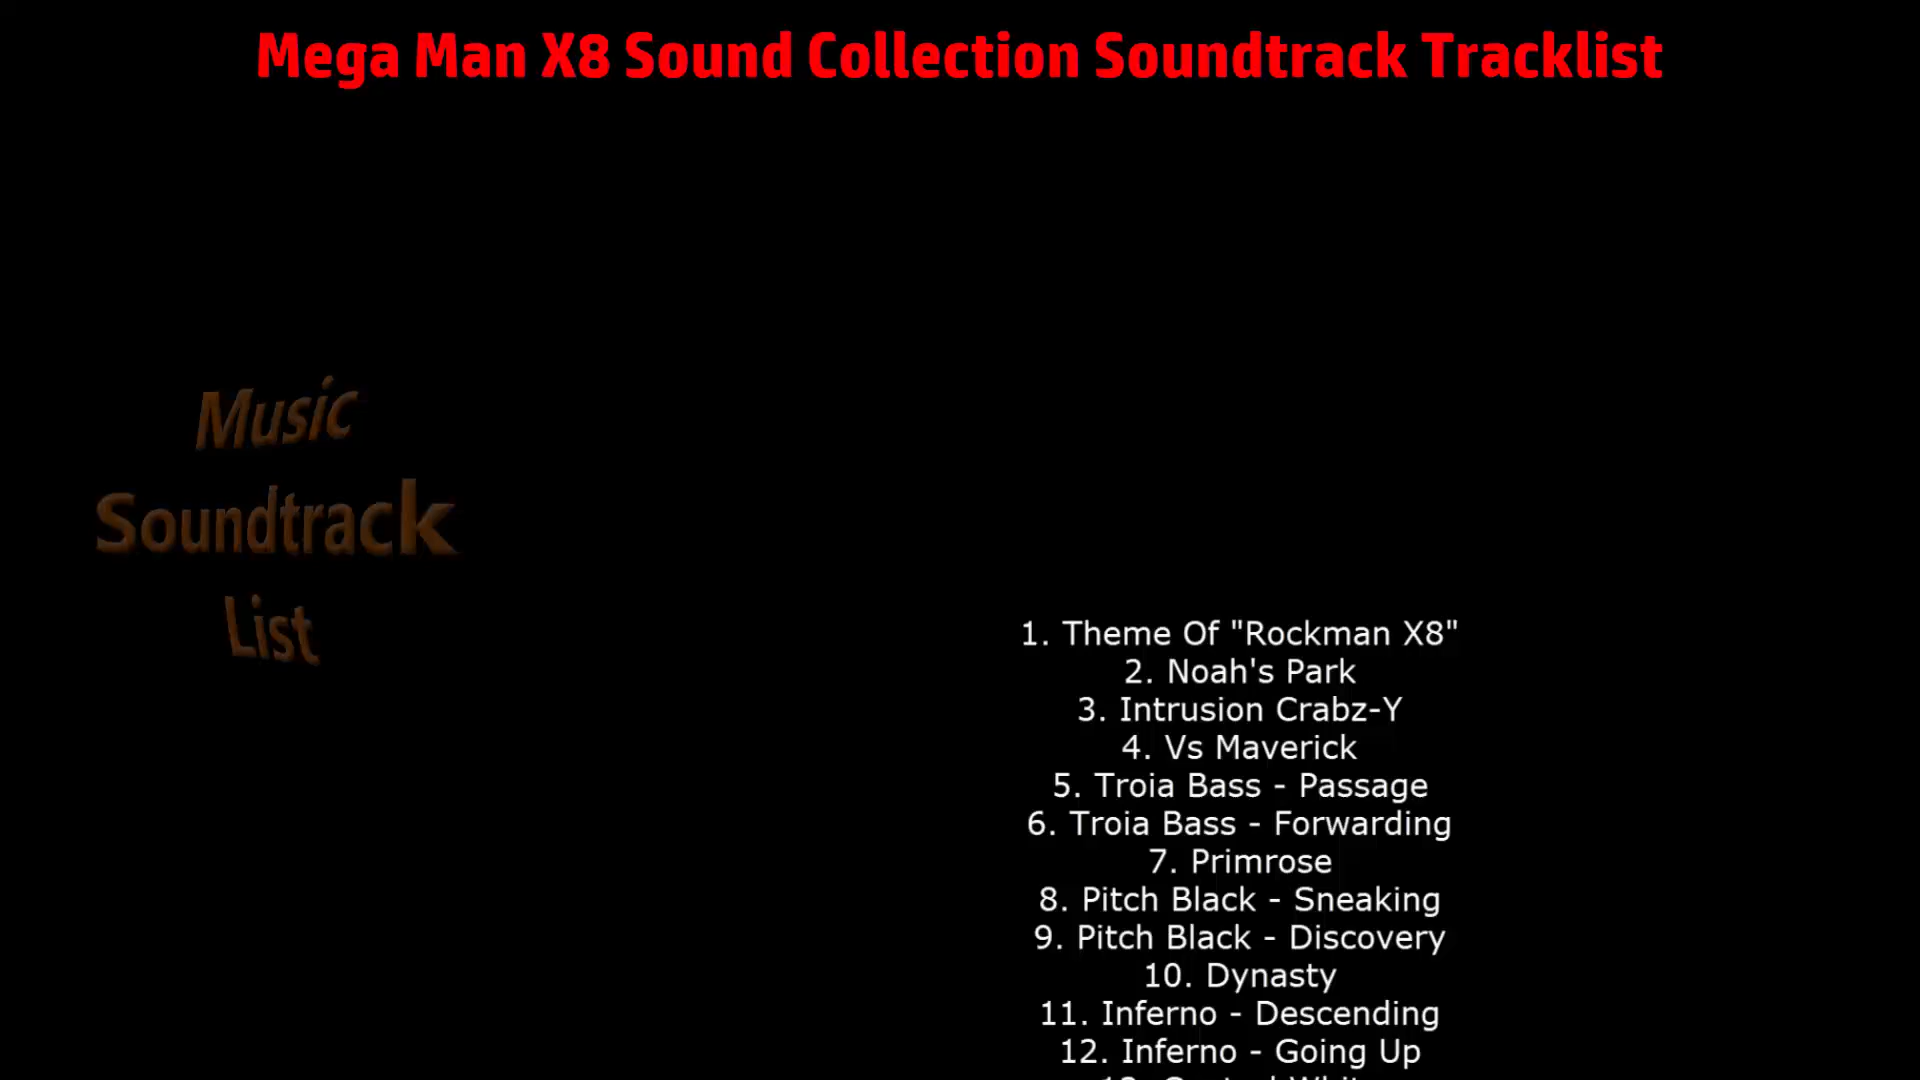 Mega Man X8 Sound Collection Soundtrack Tracklist
Music
Soundtrack
List
1. Theme Of "Rockman X8"
2. Noah's Park
3. Intrusion Crabz-Y
4. Vs Maverick
5. Troia Bass - Passage
6. Troia Bass - Forwarding
7. Primrose
8. Pitch Black - Sneaking
9. Pitch Black - Discovery
10. Dynasty
11. Inferno - Descending
12. Inferno - Going Up